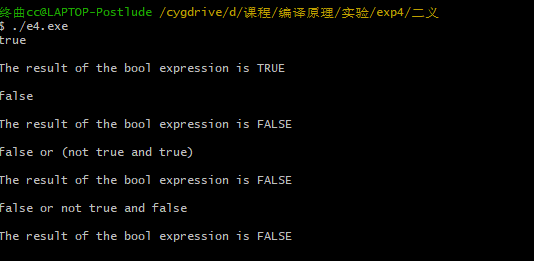 终曲cc@LAPTOP-Postlude /cygdrive/d/课程/编译原理/实验/exp4/二义
$ ./e4.exe
true
The result of the bool expression is TRUE
false
The result of the bool expression is FALSE
false or (not true and true)
The result of the bool expression is FALSE
false or not true and false
The result of the bool expression is FALSE